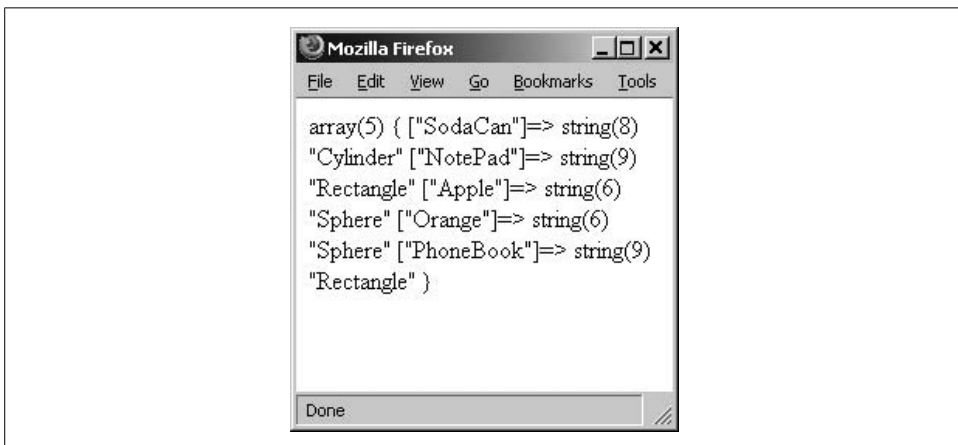 Mozilla Firefox
File Edit View Go Bookmarks Tools
array(5) { ["SodaCan"]=> string(8)
"Cylinder" ["NotePad"]=> string(9)
"Rectangle" ["Apple"]=> string(6)
"Sphere" ["Orange"]=> string(6)
"Sphere" ["PhoneBook"]=> string(9)
"Rectangle" }
Done